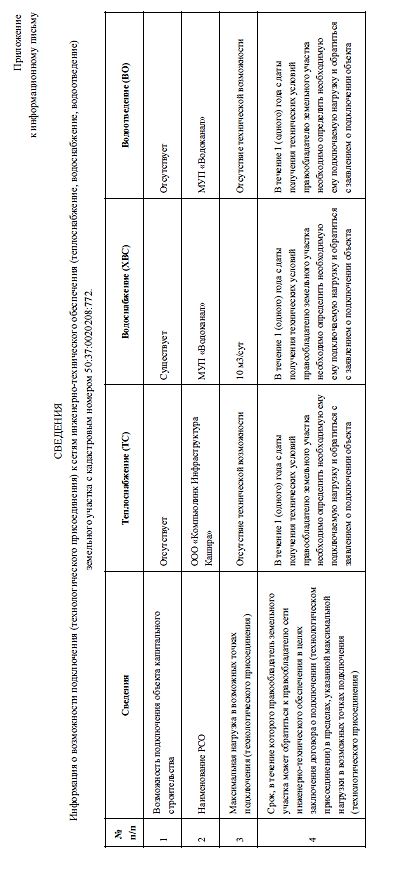 Приложение
к информационному письму
СВЕДЕНИЯ
Информация о возможности подключения (технологического присоединения) к сетям инженерно-технического обеспечения (теплоснабжение, водоснабжение, водоотведение)
земельного участка с кадастровым номером 50:37:0020208:772.
№
п/п
Сведения
Теплоснабжение (ТС)
Водоснабжение (ХВС)
Водоотведение (ВО)
1
Возможность подключения объекта капитального
строительства
Отсутствует
Существует
Отсутствует
2
Наименование РСО
ООО «Компьюлинк Инфраструктура
Кашира»
МУП «Водоканал»
МУП «Водоканал»
3
Максимальная нагрузка в возможных точках
подключения (технологического присоединения)
Отсутствие технической возможности
10 м3/сут
Отсутствие технической возможности
4
Срок, в течение которого правообладатель земельного
участка может обратиться к правообладателю сети
инженерно-технического обеспечения в целях
заключения договора о подключении (технологическом
присоединении) в пределах, указанной максимальной
нагрузки в возможных точках подключения
(технологического присоединения)
В течение 1 (одного) года с даты
получения технических условий
правообладателю земельного участка
необходимо определить необходимую ему
подключаемую нагрузку и обратиться с
заявлением о подключении объекта
В течение 1 (одного) года с даты
получения технических условий
правообладателю земельного участка
необходимо определить необходимую
ему подключаемую нагрузку и обратиться
с заявлением о подключении объекта
В течение 1 (одного) года с даты
получения технических условий
правообладателю земельного участка
необходимо определить необходимую
ему подключаемую нагрузку и обратиться
с заявлением о подключении объекта